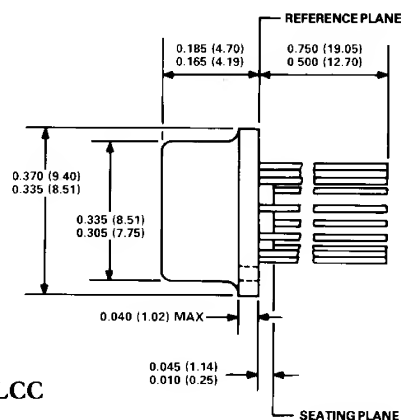 REFERENCE PLANE
0.185 (4.70)
0.165 (4.19)
0.750 (19.05)
0.500 (12.70)
0.370 (9.40)
0.335 (8.51)
0.335 (8.51)
0.305 (7.75)
0.040 (1.02) MAX
0.045 (1.14)
0.010 (0.25)
LCC
SEATING PLANE